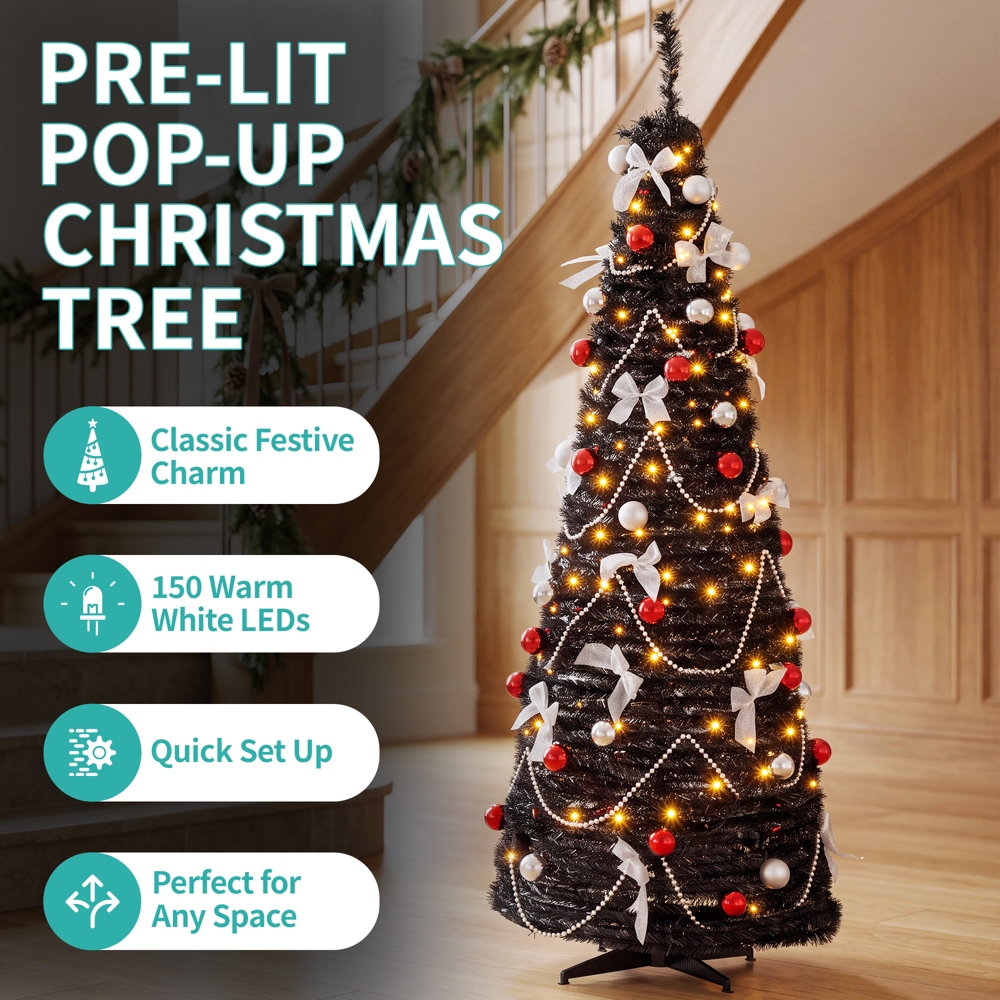 PRE-LIT
POP-UP
CHRISTMAS
TREE
Classic Festive
Charm
150 Warm
White LEDs
Quick Set Up
Perfect for
Any Space